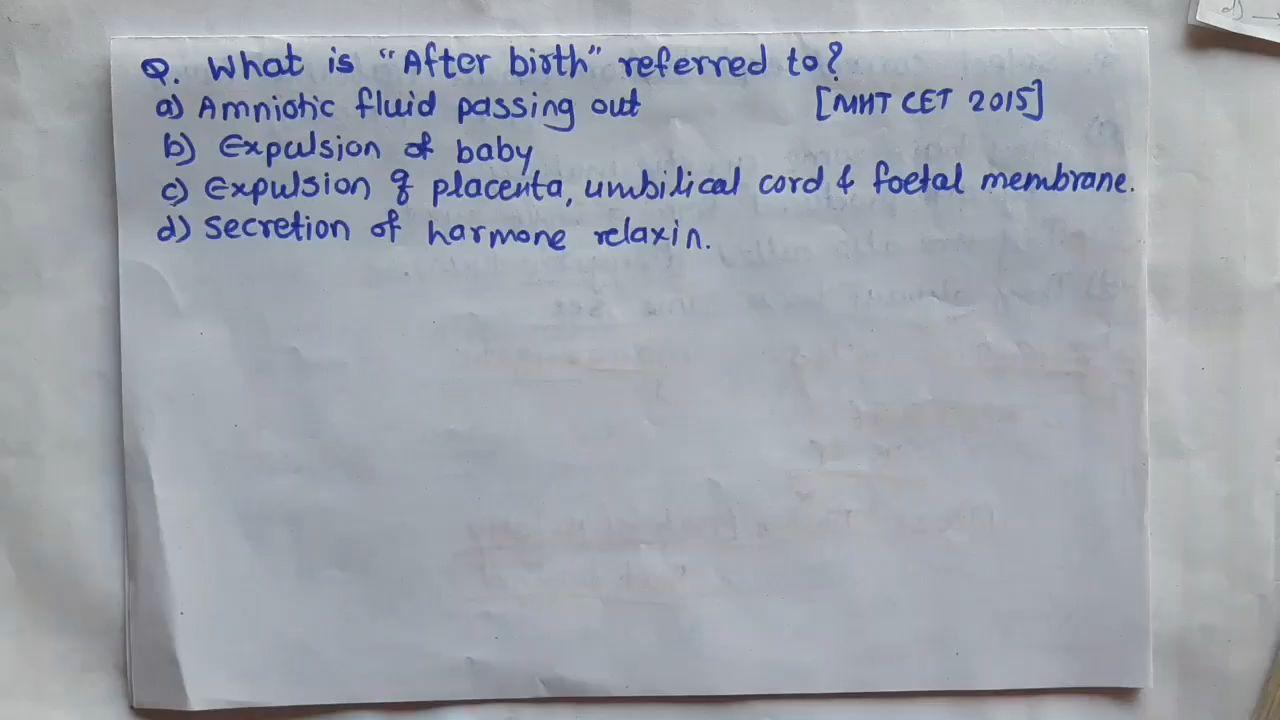 Q. What is "After birth" referred to?
a) Amniotic fluid passing out [MHT CET 2015]
b) Expulsion of baby
c) Expulsion of placenta, umbilical cord & foetal membrane.
d) Secretion of harmone relaxin.